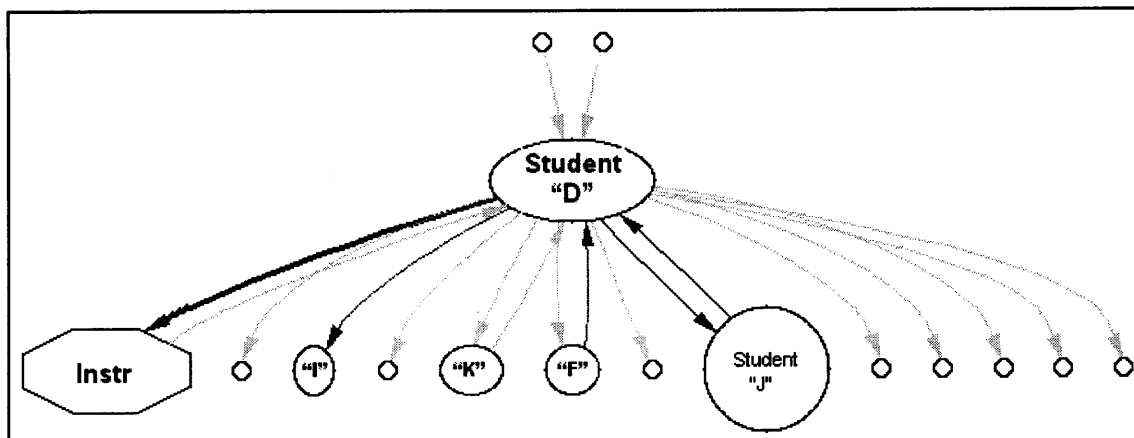 Student
“D”
Instr
“I”
“K”
“F”
Student
"J"